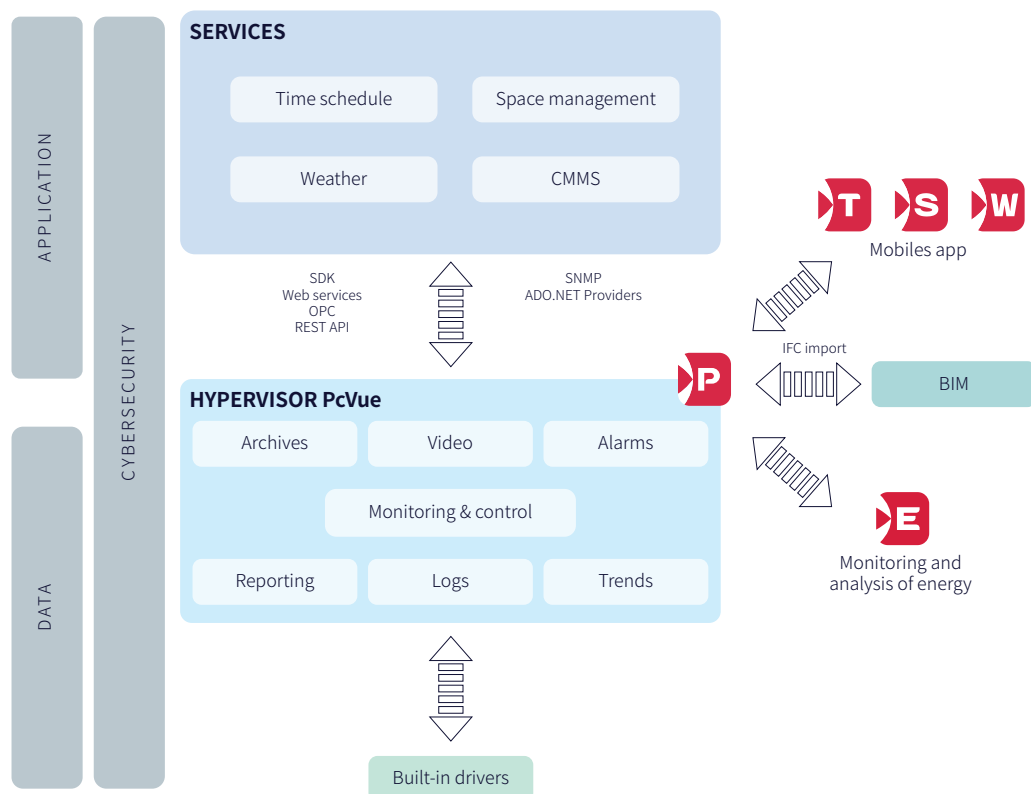 APPLICATION
DATA
CYBERSECURITY
SERVICES
Time schedule
Space management
Weather
CMMS
SDK
Web services
OPC
REST API
SNMP
ADO.NET Providers
HYPERVISOR PcVue
P
Archives
Video
Alarms
Monitoring & control
Reporting
Logs
Trends
Built-in drivers
T
S
W
Mobiles app
IFC import
BIM
E
Monitoring and
analysis of energy